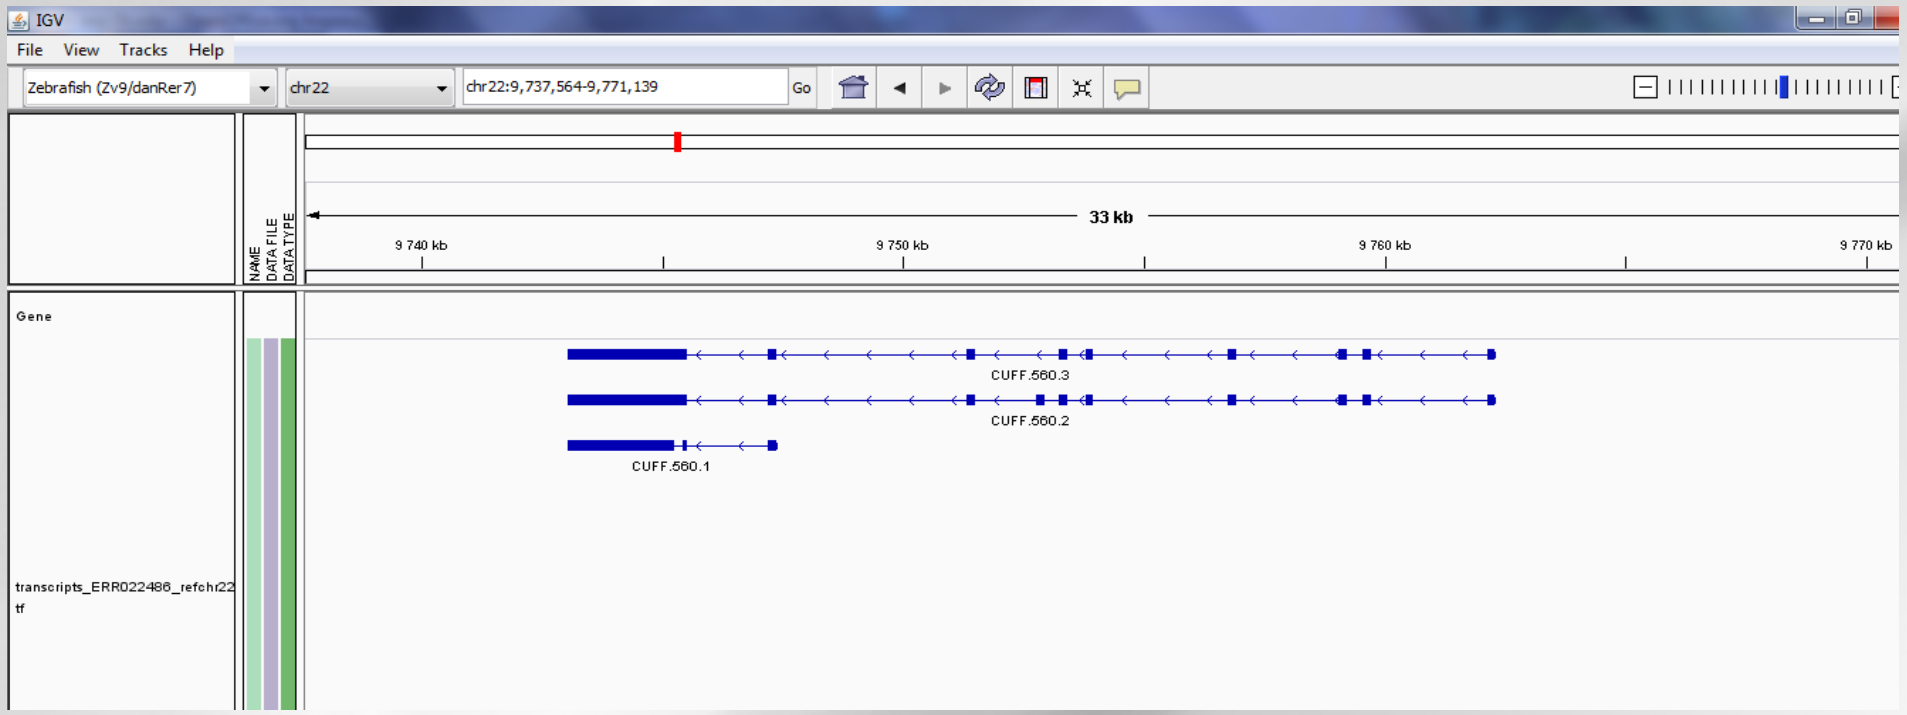 IGV
File View Tracks Help
Zebrafish (Zv9/danRer7) chr22 chr22:9,737,564-9,771,139 Go
NAME
DATA FILE
DATA TYPE
33 kb
9 740 kb 9 750 kb 9 760 kb 9 770 kb
Gene
CUFF.560.3
CUFF.560.2
CUFF.560.1
transcripts_ERR022486_refchr22
tf